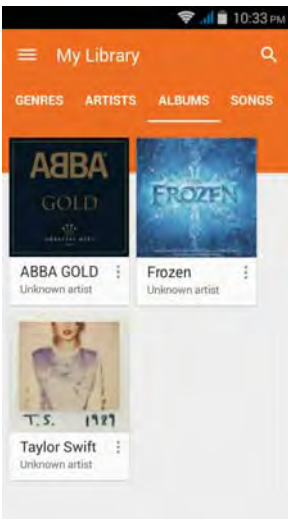 10:33 PM
My Library
GENRES ARTISTS ALBUMS SONGS
ABBA
GOLD
FROZEN
ABBA GOLD
Unknown artist
Frozen
Unknown artist
T.S. 1989
Taylor Swift
Unknown artist